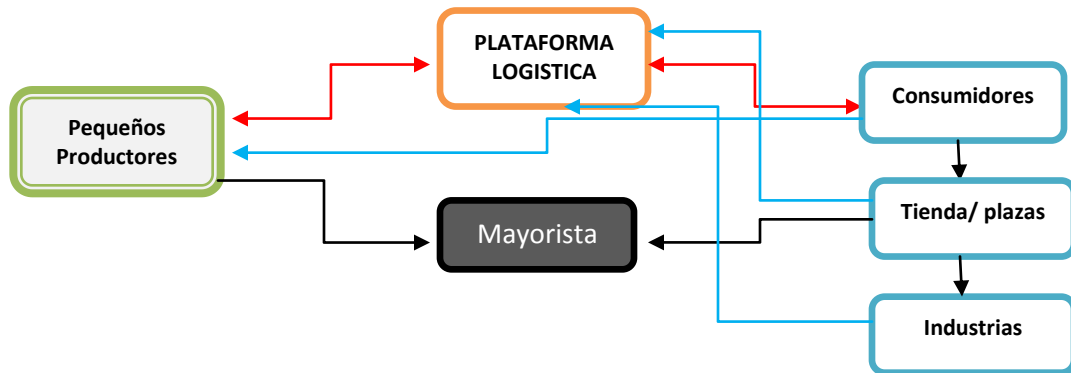 PLATAFORMA
LOGISTICA
Consumidores
Pequeños
Productores
Tienda/ plazas
Mayorista
Industrias